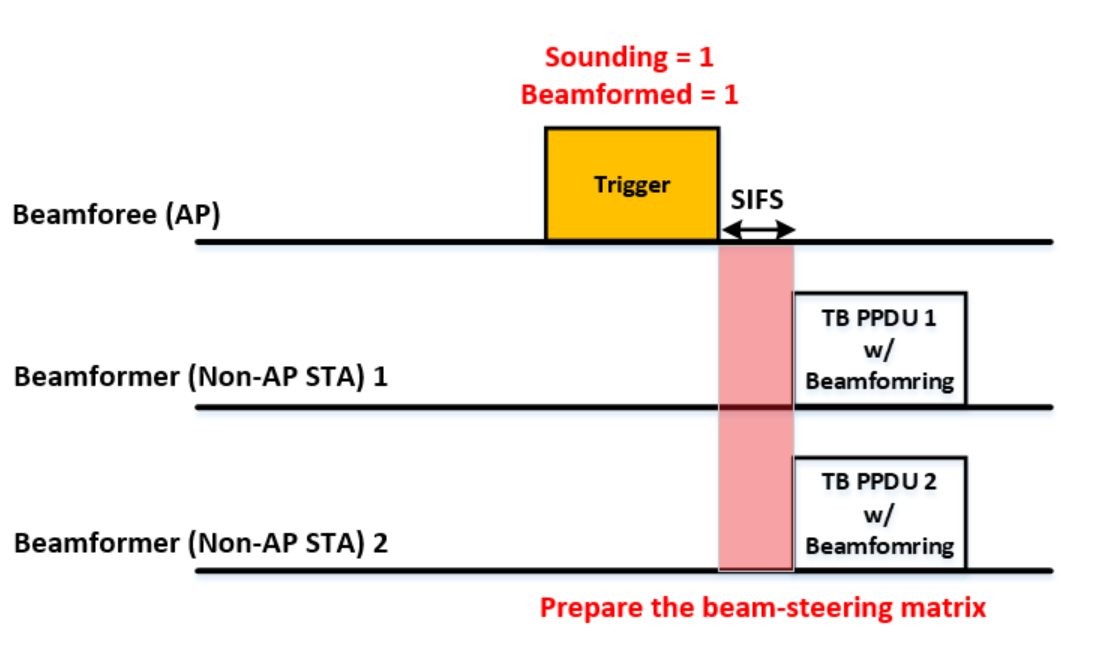 Sounding = 1
Beamformed = 1
Trigger
SIFS
Beamforee (AP)
TB PPDU 1
w/
Beamfomring
Beamformer (Non-AP STA) 1
TB PPDU 2
w/
Beamfomring
Beamformer (Non-AP STA) 2
Prepare the beam-steering matrix